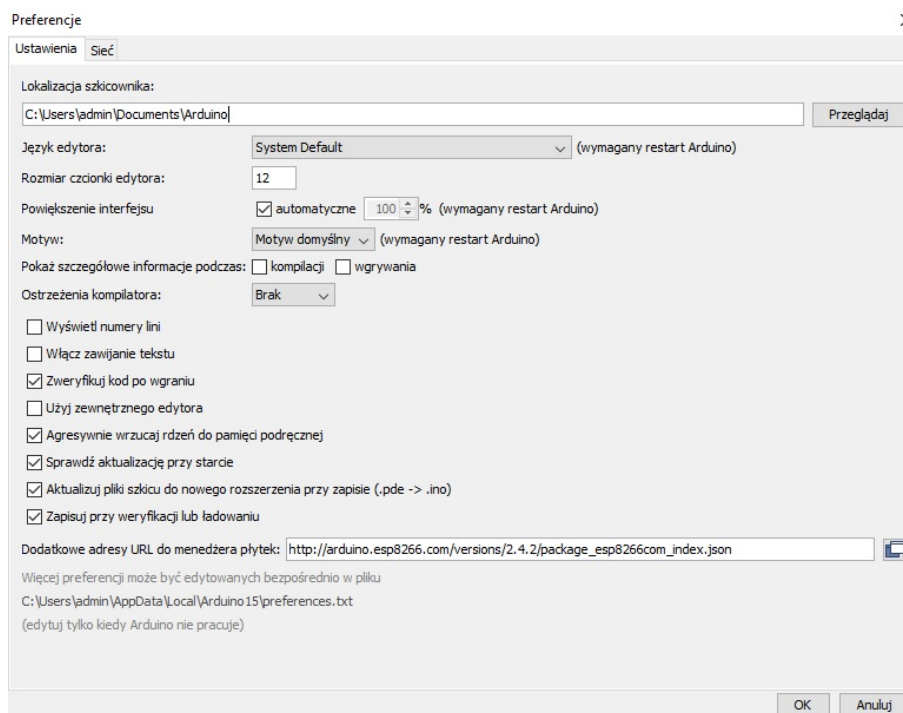 Preferencje
Ustawienia Sieć
Lokalizacja szkicownika:
C:\Users\admin\Documents\Arduino Przeglądaj
Język edytora: System Default (wymagany restart Arduino)
Rozmiar czcionki edytora: 12
Powiększenie interfejsu automatyczne 100 % (wymagany restart Arduino)
Motyw: Motyw domyślny (wymagany restart Arduino)
Pokaż szczegółowe informacje podczas: kompilacji wgrywania
Ostrzeżenia kompilatora: Brak
Wyświetl numery lini
Włącz zawijanie tekstu
Zweryfikuj kod po wgraniu
Użyj zewnętrznego edytora
Agresywnie wrzucaj rdzeń do pamięci podręcznej
Sprawdź aktualizację przy starcie
Aktualizuj pliki szkicu do nowego rozszerzenia przy zapisie (.pde -> .ino)
Zapisuj przy weryfikacji lub ładowaniu
Dodatkowe adresy URL do menedżera płytek: http://arduino.esp8266.com/versions/2.4.2/package_esp8266com_index.json
Więcej preferencji może być edytowanych bezpośrednio w pliku
C:\Users\admin\AppData\Local\Arduino15\preferences.txt
(edytuj tylko kiedy Arduino nie pracuje)
OK Anuluj